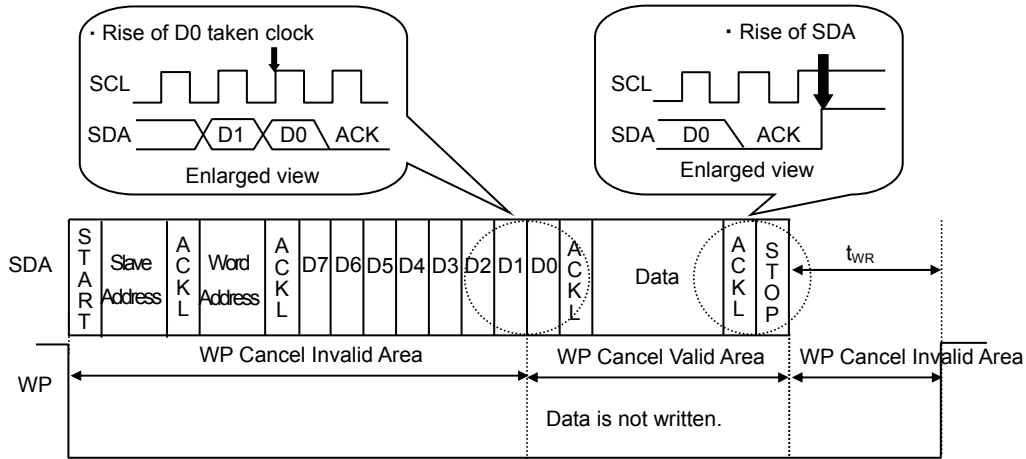 ・Rise of D0 taken clock
SCL
SDA D1 D0 ACK
Enlarged view
・Rise of SDA
SCL
SDA D0 ACK
Enlarged view
SDA START Slave Address ACKL Word Address ACKL D7 D6 D5 D4 D3 D2 D1 D0 ACKL Data ACKL STOP tWR
WP Cancel Invalid Area WP Cancel Valid Area WP Cancel Invalid Area
WP
Data is not written.